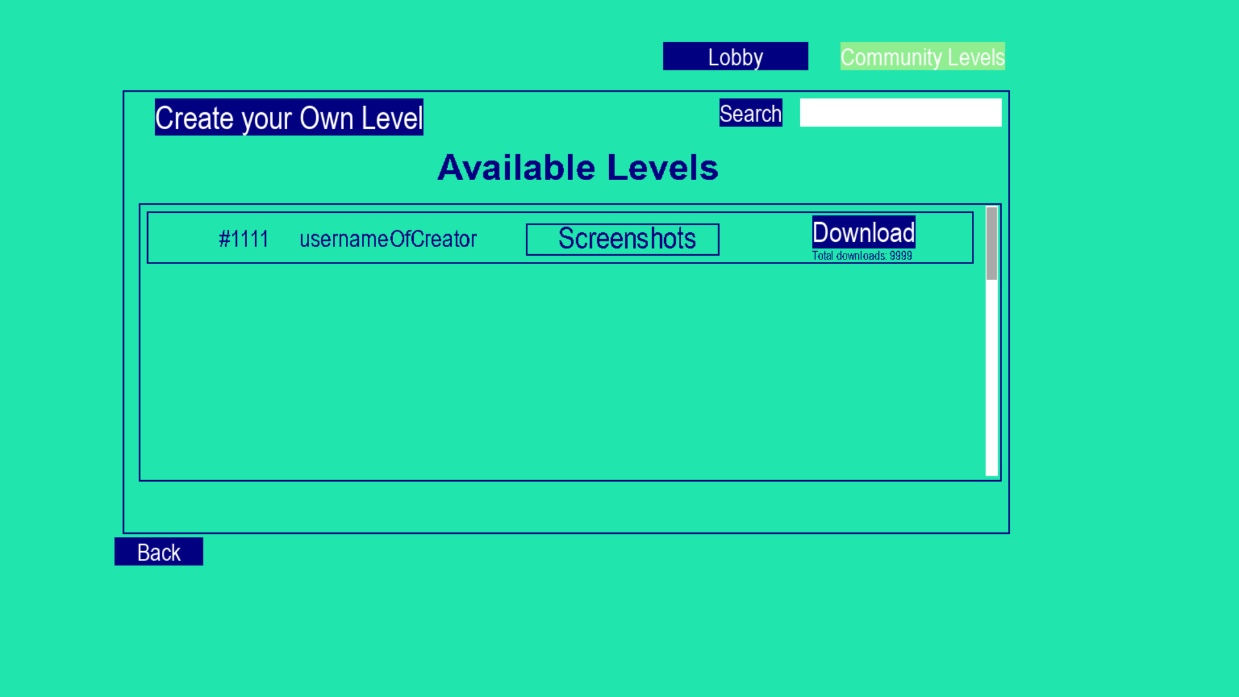 Lobby
Community Levels
Create your Own Level
Search
Available Levels
#1111 usernameOfCreator Screenshots Download
Total downloads: 9999
Back